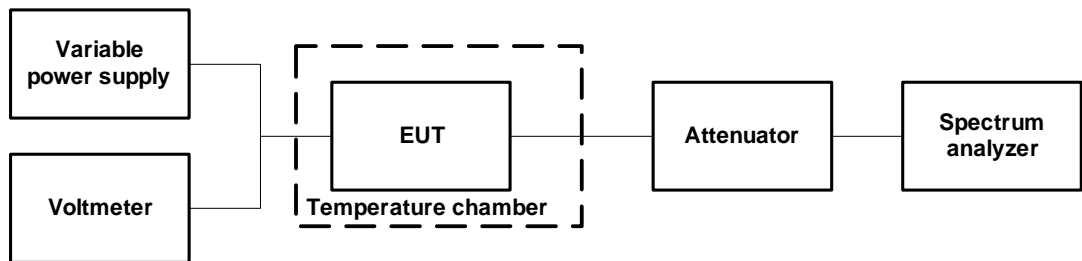 Variable
power supply
Voltmeter
EUT
Temperature chamber
Attenuator
Spectrum
analyzer